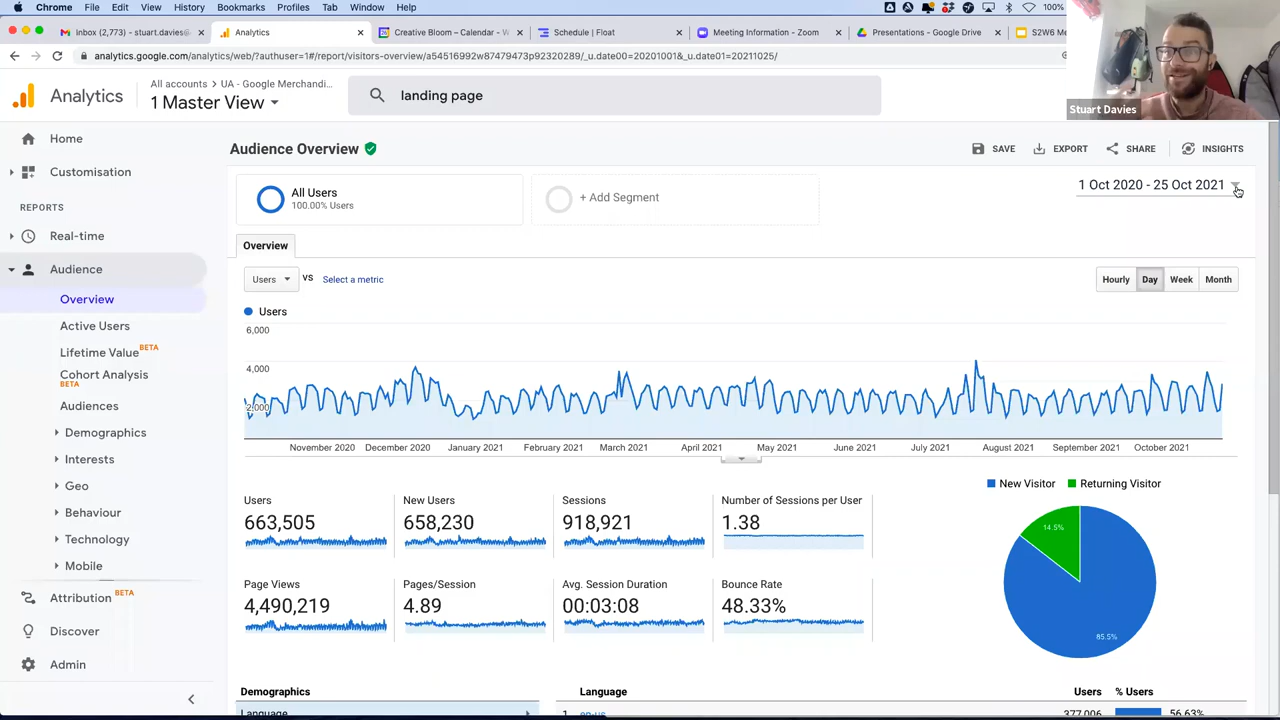 Chrome File Edit View History Bookmarks Profiles Tab Window Help 100%
Inbox (2,773) - stuart.davies@ Analytics Creative Bloom – Calendar - W Schedule | Float Meeting Information - Zoom Presentations - Google Drive S2W6 Me
analytics.google.com/analytics/web/?authuser=1#/report/visitors-overview/a54516992w87479473p92320289/_u.date00=20201001&_u.date01=20211025/
Stuart Davies
Analytics
All accounts > UA - Google Merchandi...
1 Master View
landing page
Home
Customisation
REPORTS
Real-time
Audience
Overview
Active Users
Lifetime Value BETA
Cohort Analysis
BETA
Audiences
Demographics
Interests
Geo
Behaviour
Technology
Mobile
Attribution BETA
Discover
Admin
Audience Overview
SAVE EXPORT SHARE INSIGHTS
1 Oct 2020 - 25 Oct 2021
All Users
100.00% Users
+ Add Segment
Overview
Users VS Select a metric
Hourly Day Week Month
Users
6,000
4,000
2,000
November 2020 December 2020 January 2021 February 2021 March 2021 April 2021 May 2021 June 2021 July 2021 August 2021 September 2021 October 2021
New Visitor Returning Visitor
14.5%
85.5%
Users
663,505
New Users
658,230
Sessions
918,921
Number of Sessions per User
1.38
Page Views
4,490,219
Pages/Session
4.89
Avg. Session Duration
00:03:08
Bounce Rate
48.33%
Demographics
Language
Language Users % Users
1. en-us 377,006 56.63%